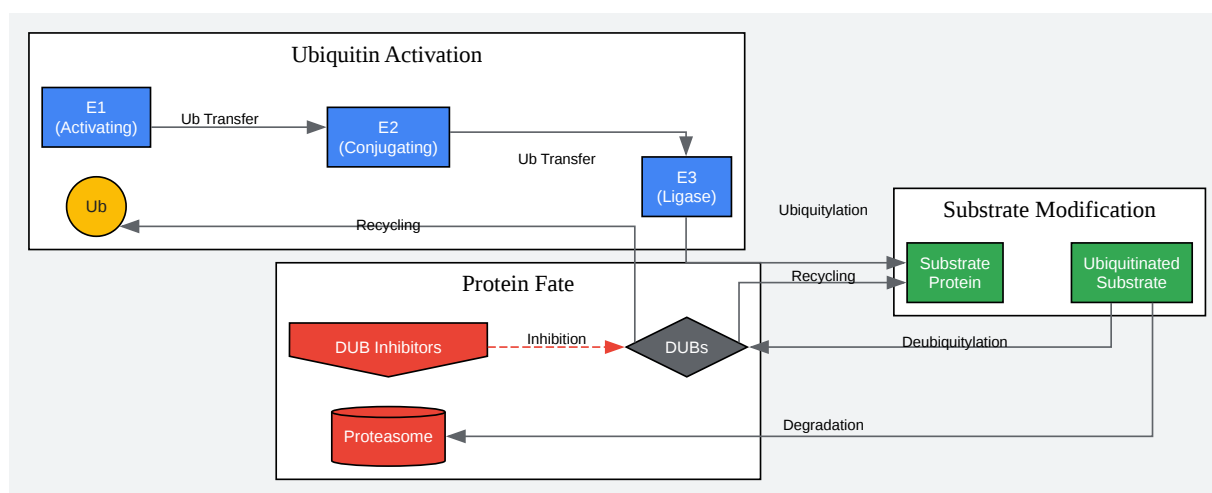 Ubiquitin Activation
E1
(Activating)
Ub Transfer
E2
(Conjugating)
Ub Transfer
E3
(Ligase)
Ub
Recycling
Ubiquitylation
Substrate Modification
Substrate
Protein
Ubiquitinated
Substrate
Recycling
Protein Fate
DUB Inhibitors
Inhibition
DUBs
Deubiquitylation
Proteasome
Degradation